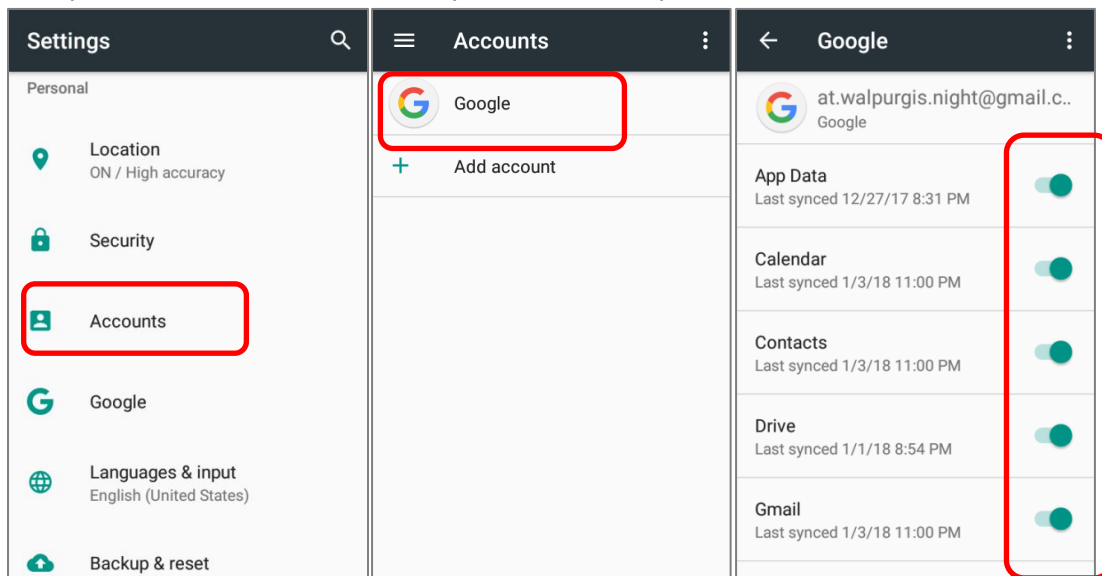 Settings
Personal
Location
ON / High accuracy
Security
Accounts
Google
Languages & input
English (United States)
Backup & reset
Accounts
Google
Add account
Google
at.walpurgis.night@gmail.c..
Google
App Data
Last synced 12/27/17 8:31 PM
Calendar
Last synced 1/3/18 11:00 PM
Contacts
Last synced 1/3/18 11:00 PM
Drive
Last synced 1/1/18 8:54 PM
Gmail
Last synced 1/3/18 11:00 PM